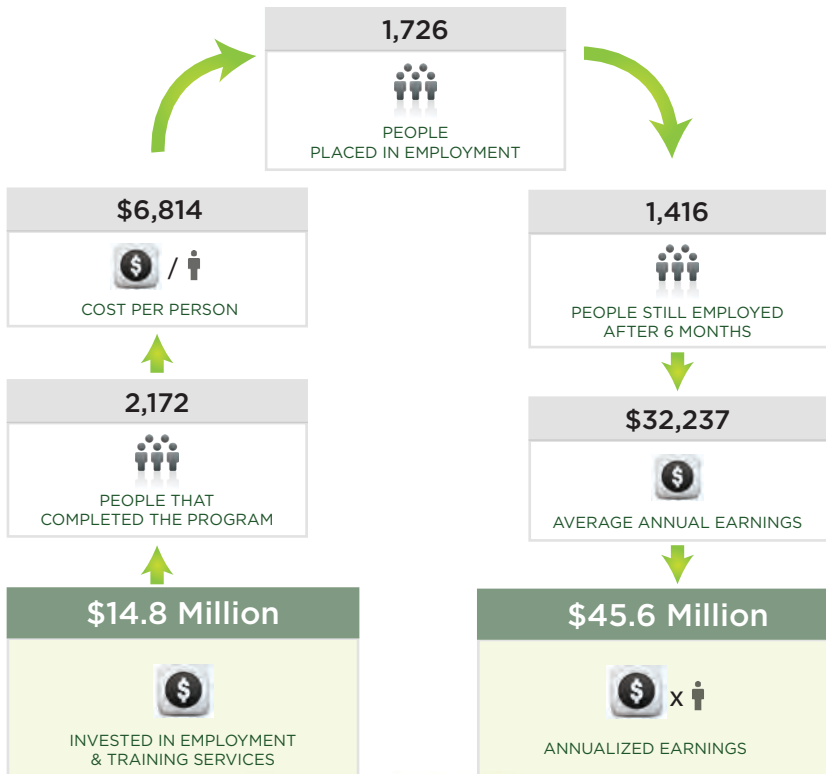 1,726
PEOPLE
PLACED IN EMPLOYMENT
$6,814
$ / 
COST PER PERSON
2,172
PEOPLE THAT
COMPLETED THE PROGRAM
$14.8 Million
$
INVESTED IN EMPLOYMENT
& TRAINING SERVICES
1,416
PEOPLE STILL EMPLOYED
AFTER 6 MONTHS
$32,237
$
AVERAGE ANNUAL EARNINGS
$45.6 Million
$ x
ANNUALIZED EARNINGS